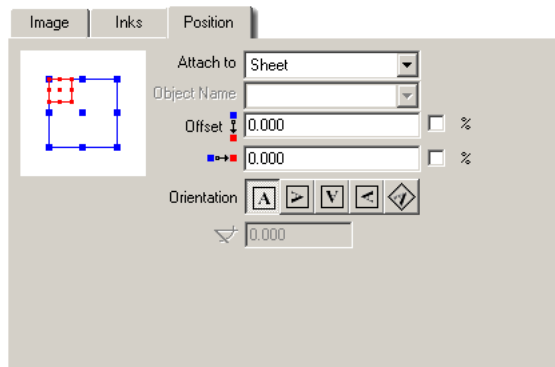 Image Inks Position
Attach to Sheet
Object Name
Offset 0.000 %
0.000 %
Orientation A A A A A
0.000